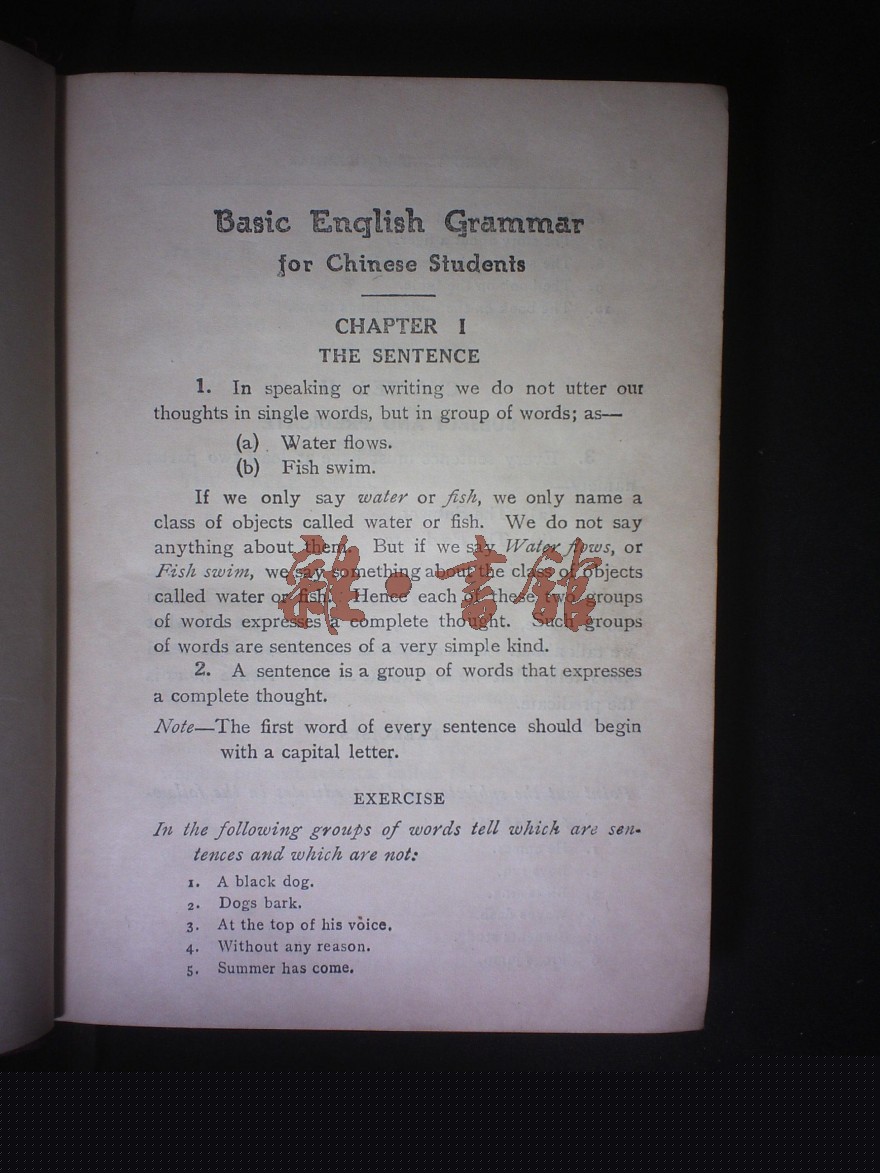 Basic English Grammar
for Chinese Students
CHAPTER I
THE SENTENCE
1. In speaking or writing we do not utter our
thoughts in single words, but in group of words; as—
(a) Water flows.
(b) Fish swim.
If we only say water or fish, we only name a
class of objects called water or fish. We do not say
anything about them. But if we say Water flows, or
Fish swim, we say something about the class of objects
called water or fish. Hence each of these two groups
of words expresses a complete thought. Such groups
of words are sentences of a very simple kind.
2. A sentence is a group of words that expresses
a complete thought.
Note—The first word of every sentence should begin
with a capital letter.
EXERCISE
In the following groups of words tell which are sen-
tences and which are not:
1. A black dog.
2. Dogs bark.
3. At the top of his voice.
4. Without any reason.
5. Summer has come.
雜·書館